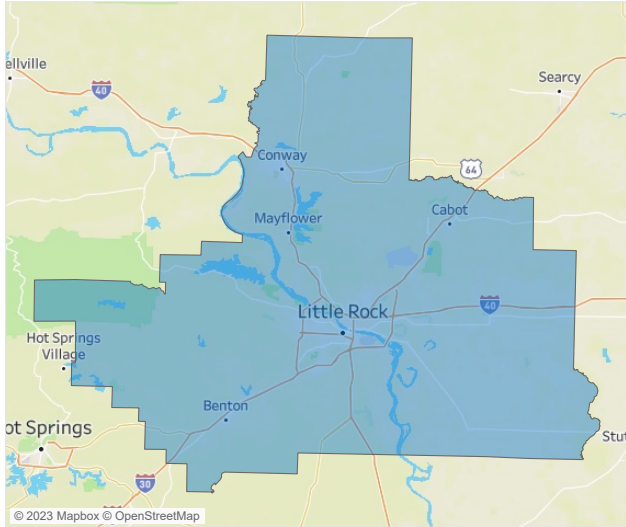 ellville
40
Searcy
Conway
64
Mayflower
Cabot
Little Rock
40
Hot Springs
Village
Benton
ot Springs
Stut
30
© 2023 Mapbox © OpenStreetMap